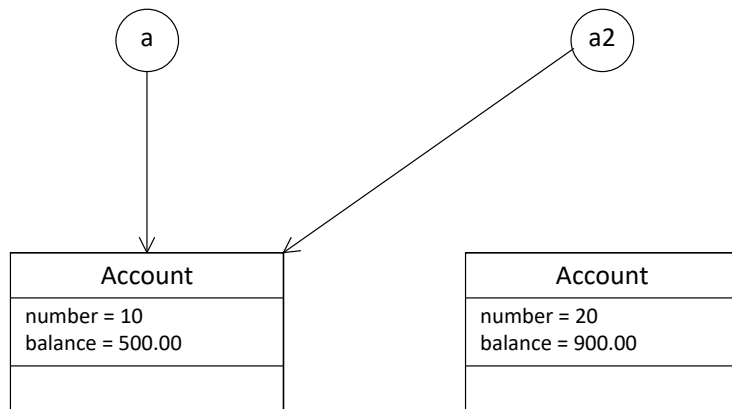 a
a2
Account
number = 10
balance = 500.00
Account
number = 20
balance = 900.00